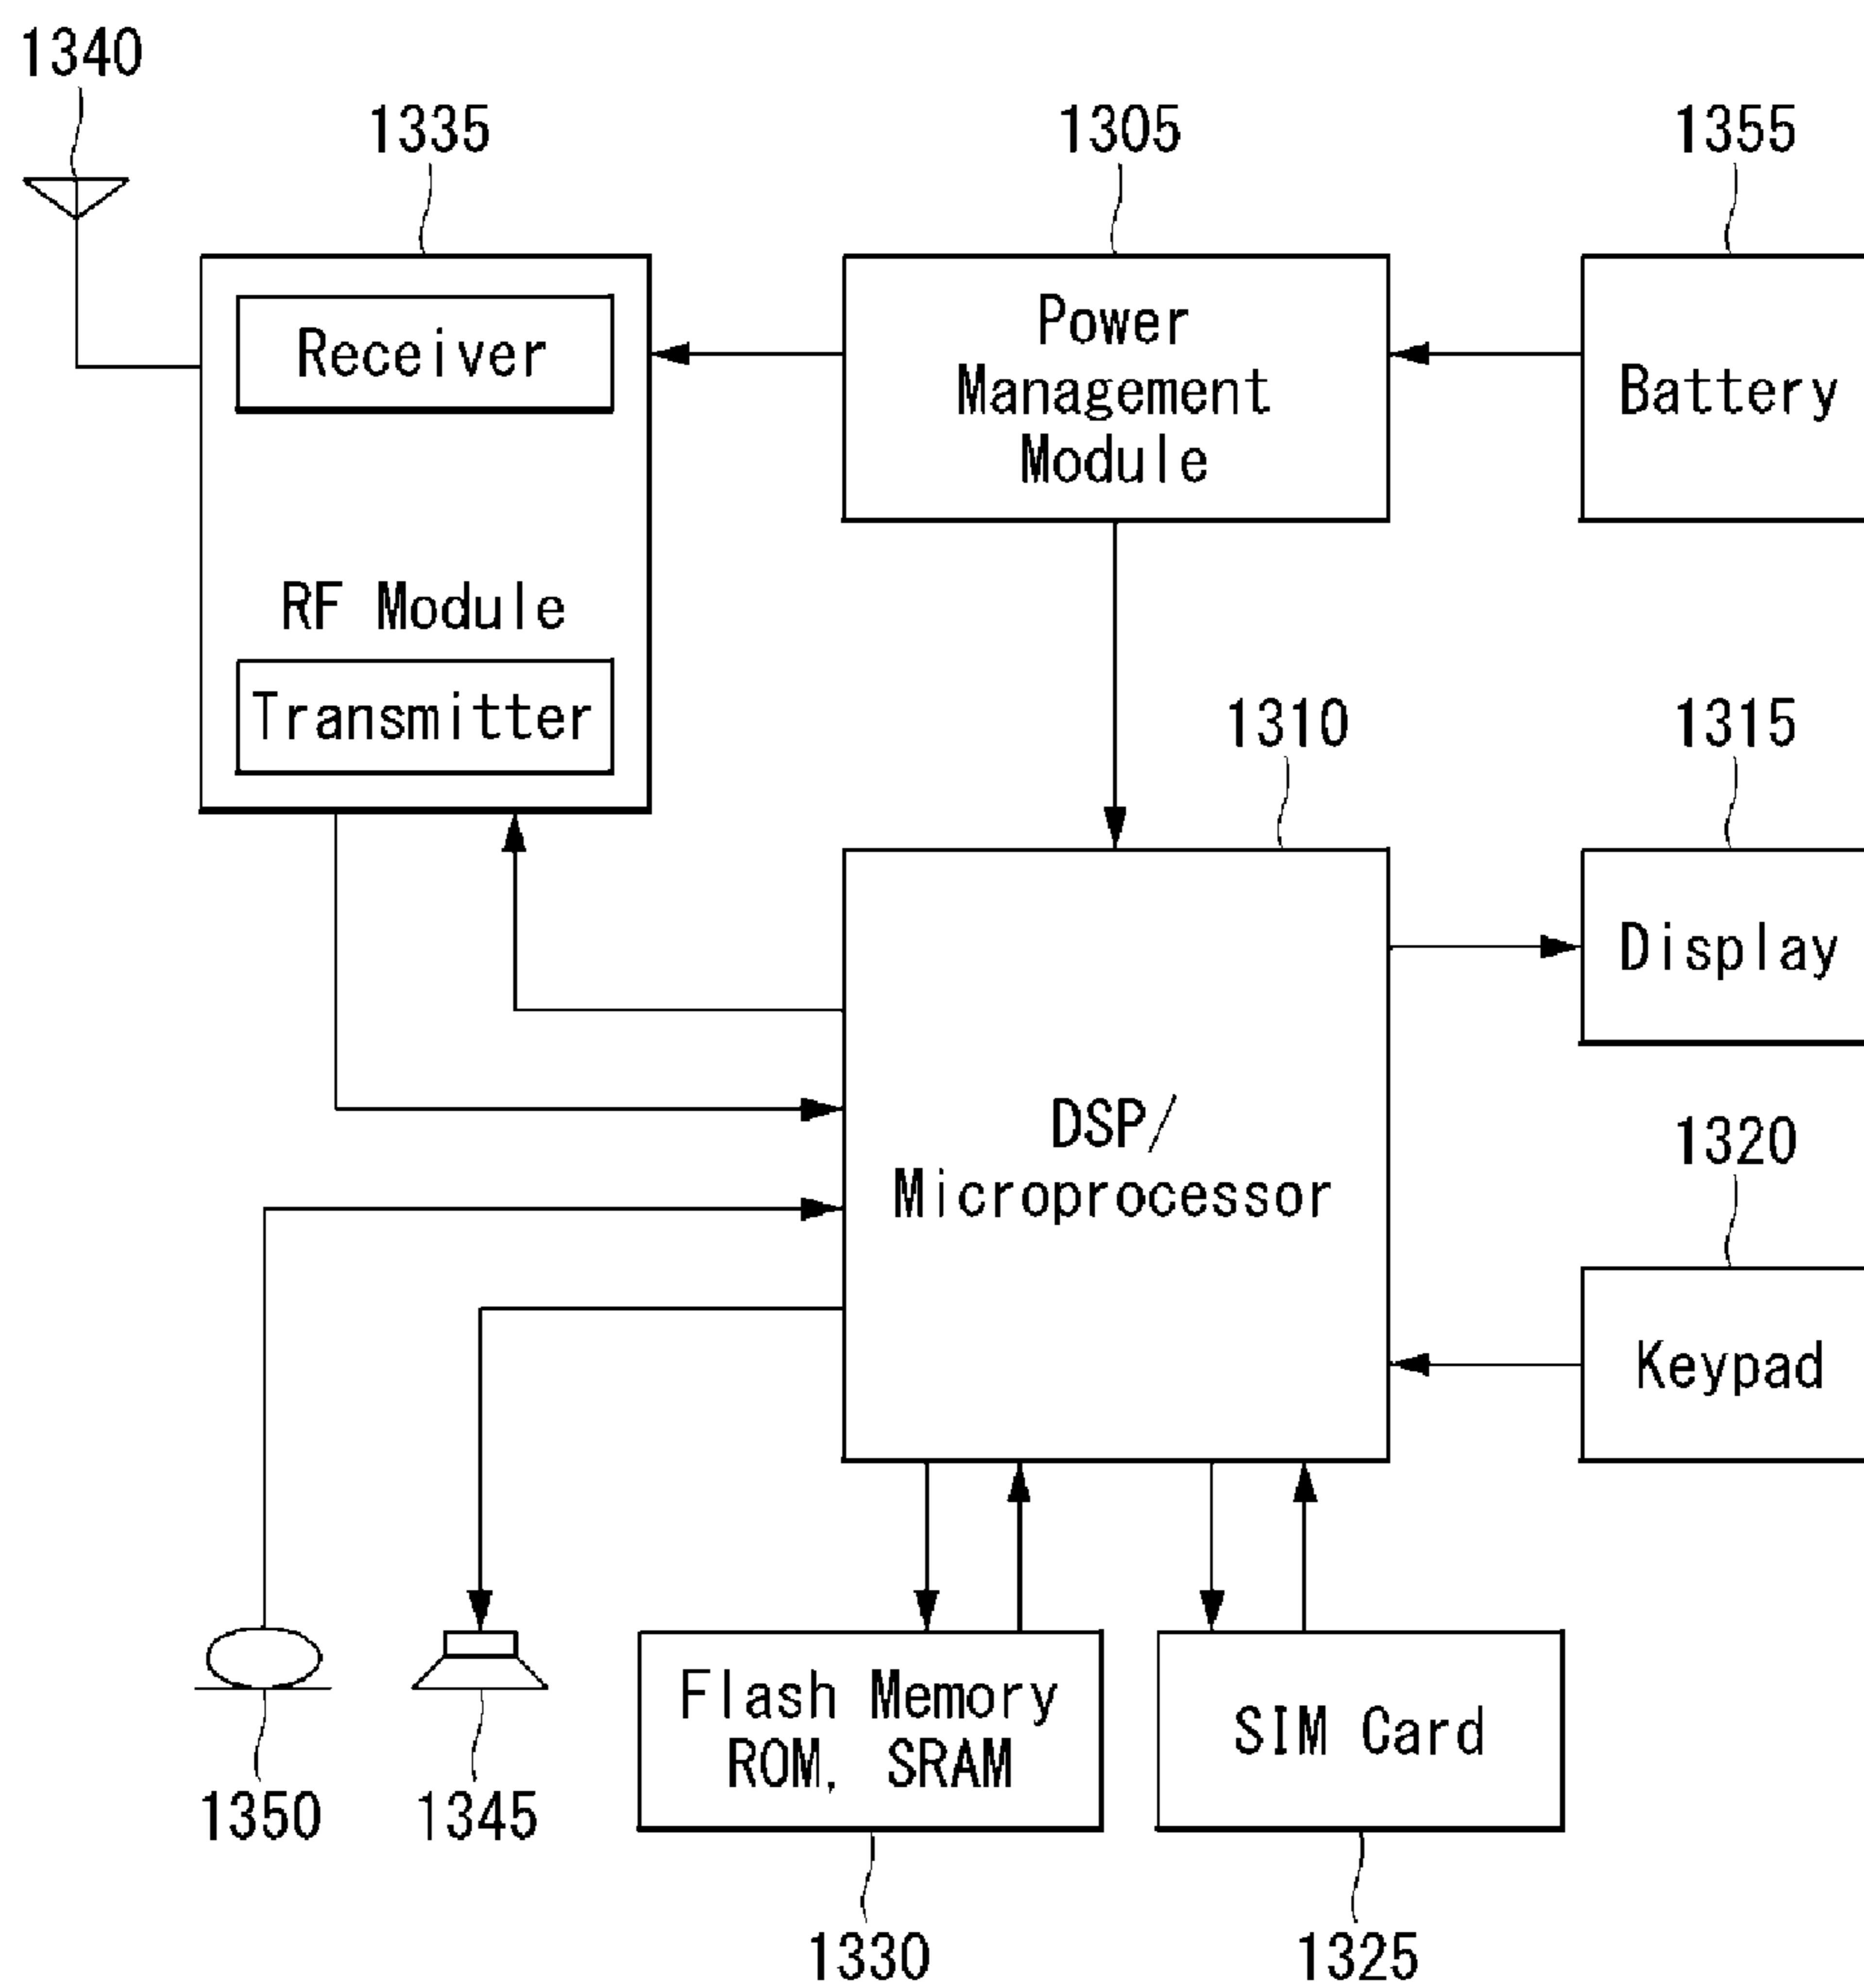 1340
1335
1305
1355
Receiver
RF Module
Transmitter
Power
Management
Module
Battery
1310
1315
DSP/
Microprocessor
Display
1320
Keypad
Flash Memory
ROM, SRAM
SIM Card
1350
1345
1330
1325